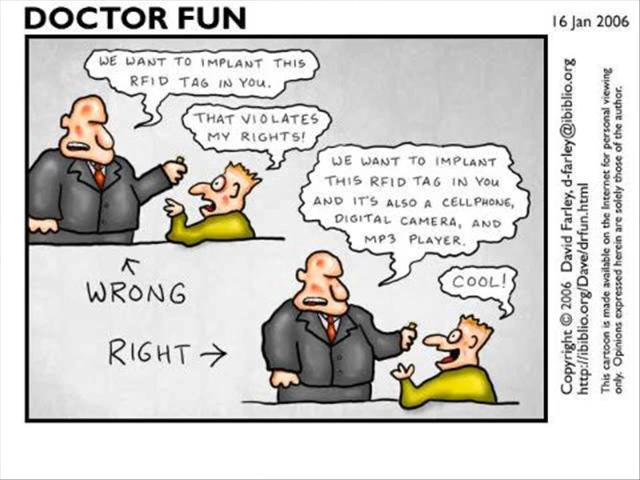 DOCTOR FUN
16 Jan 2006
WE WANT TO IMPLANT THIS
RFID TAG IN YOU.
THAT VIOLATES
MY RIGHTS!
WRONG
WE WANT TO IMPLANT
THIS RFID TAG IN YOU
AND IT'S ALSO A CELLPHONE,
DIGITAL CAMERA, AND
MP3 PLAYER.
COOL!
RIGHT
Copyright © 2006 David Farley, d-farley@ibiblio.org
http://ibiblio.org/Dave/drfun.html
This cartoon is made available on the Internet for personal viewing
only. Opinions expressed herein are solely those of the author.